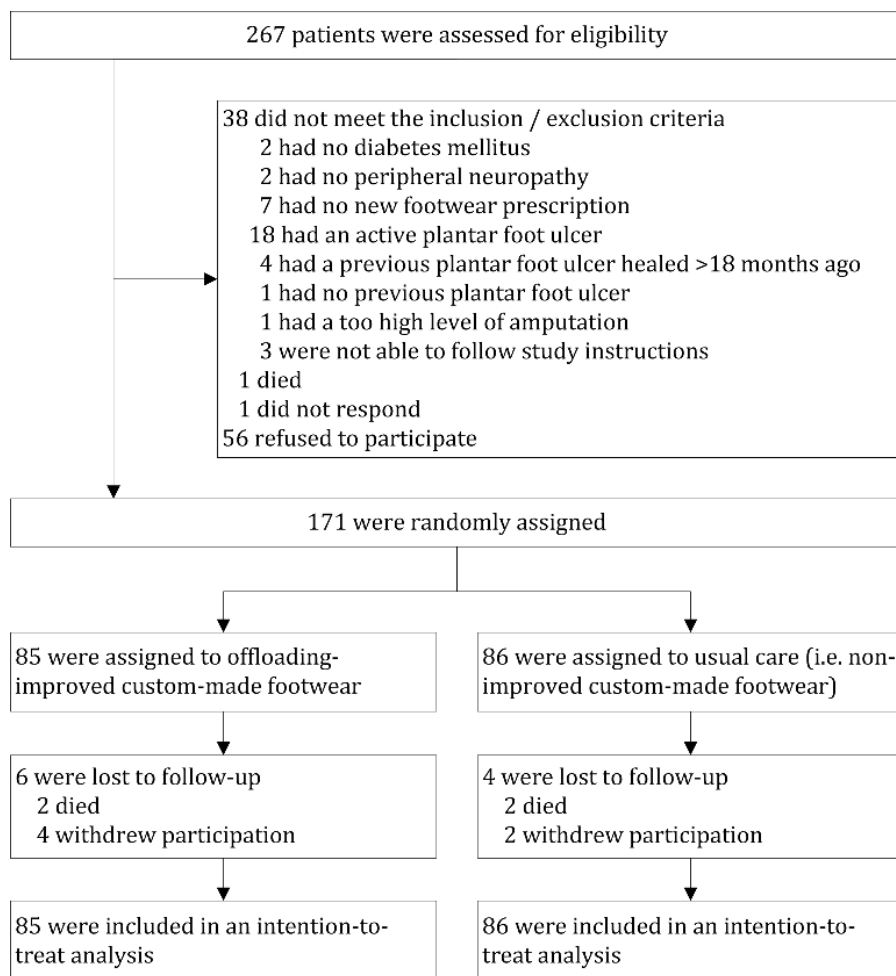 267 patients were assessed for eligibility
38 did not meet the inclusion / exclusion criteria
2 had no diabetes mellitus
2 had no peripheral neuropathy
7 had no new footwear prescription
18 had an active plantar foot ulcer
4 had a previous plantar foot ulcer healed >18 months ago
1 had no previous plantar foot ulcer
1 had a too high level of amputation
3 were not able to follow study instructions
1 died
1 did not respond
56 refused to participate
171 were randomly assigned
85 were assigned to offloading-
improved custom-made footwear
86 were assigned to usual care (i.e. non-
improved custom-made footwear)
6 were lost to follow-up
2 died
4 withdrew participation
4 were lost to follow-up
2 died
2 withdrew participation
85 were included in an intention-to-
treat analysis
86 were included in an intention-to-
treat analysis